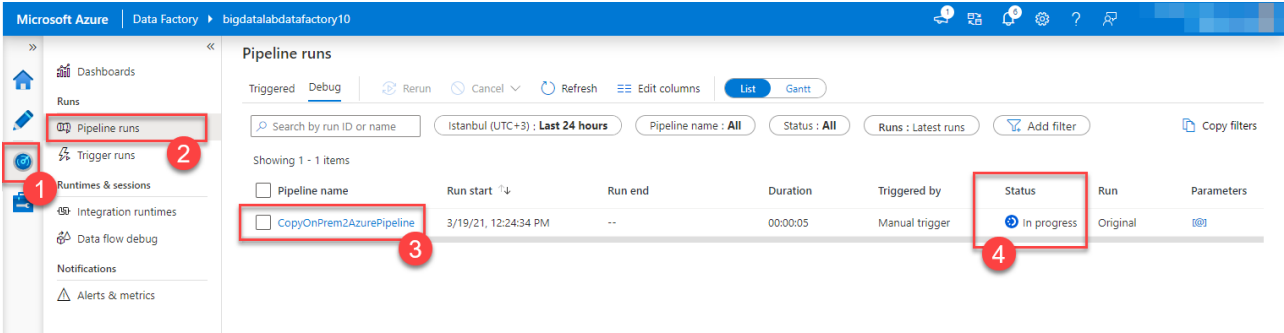 Microsoft Azure | Data Factory ▸ bigdatalabdatafactory10
1
6
?
»
«
Dashboards
Runs
Pipeline runs
2
Trigger runs
1
Runtimes & sessions
Integration runtimes
Data flow debug
Notifications
Alerts & metrics
Pipeline runs
Triggered Debug Rerun Cancel Refresh Edit columns List Gantt
Search by run ID or name Istanbul (UTC+3) : Last 24 hours Pipeline name : All Status : All Runs : Latest runs Add filter Copy filters
Showing 1 - 1 items
Pipeline name Run start ↑↓ Run end Duration Triggered by Status Run Parameters
CopyOnPrem2AzurePipeline 3/19/21, 12:24:34 PM -- 00:00:05 Manual trigger In progress Original [@]
3
4